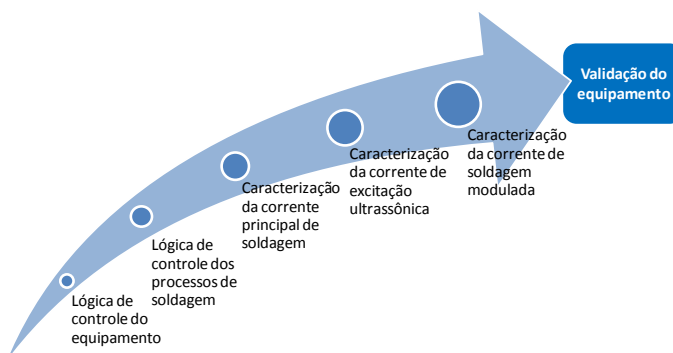 Lógica de
controle do
equipamento
Lógica de
controle dos
processos de
soldagem
Caracterização
da corrente
principal de
soldagem
Caracterização
da corrente de
excitação
ultrassônica
Caracterização
da corrente de
soldagem
modulada
Validação do
equipamento